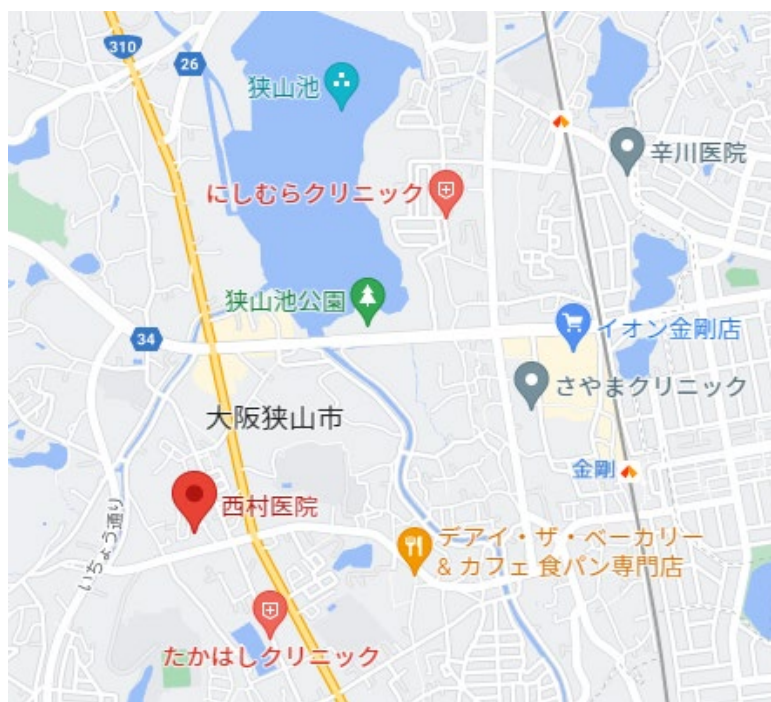 310
26
狭山池
辛川医院
にしむらクリニック
狭山池公園
イオン金剛店
34
さやまクリニック
大阪狭山市
金剛
西村医院
いちょう通り
デアイ・ザ・ベーカリー
& カフェ 食パン専門店
たかはしクリニック